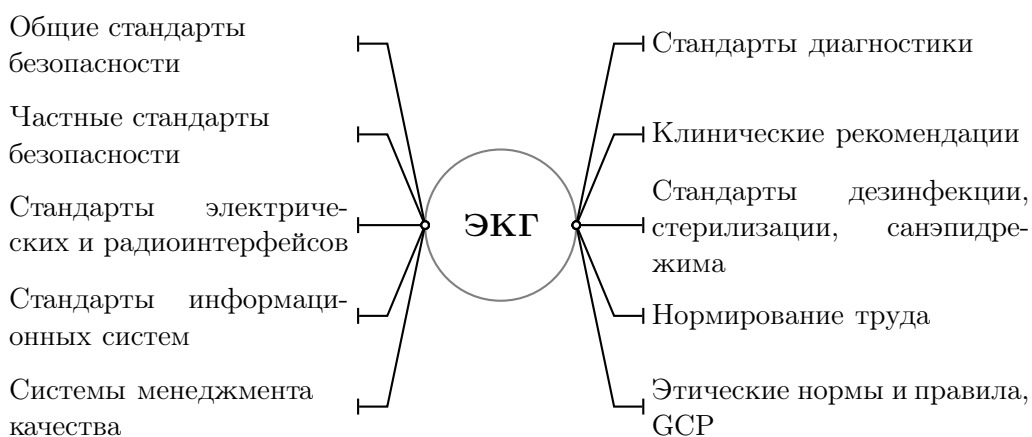 Общие стандарты
безопасности
Частные стандарты
безопасности
Стандарты электриче-
ских и радиоинтерфейсов
Стандарты информаци-
онных систем
Системы менеджмента
качества
ЭКГ
Стандарты диагностики
Клинические рекомендации
Стандарты дезинфекции,
стерилизации, санэпидре-
жима
Нормирование труда
Этические нормы и правила,
GCP